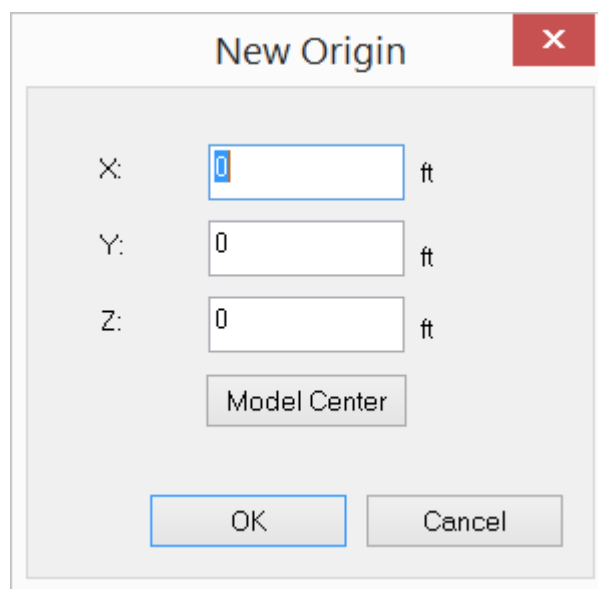 New Origin
X: 0 ft
Y: 0 ft
Z: 0 ft
Model Center
OK Cancel